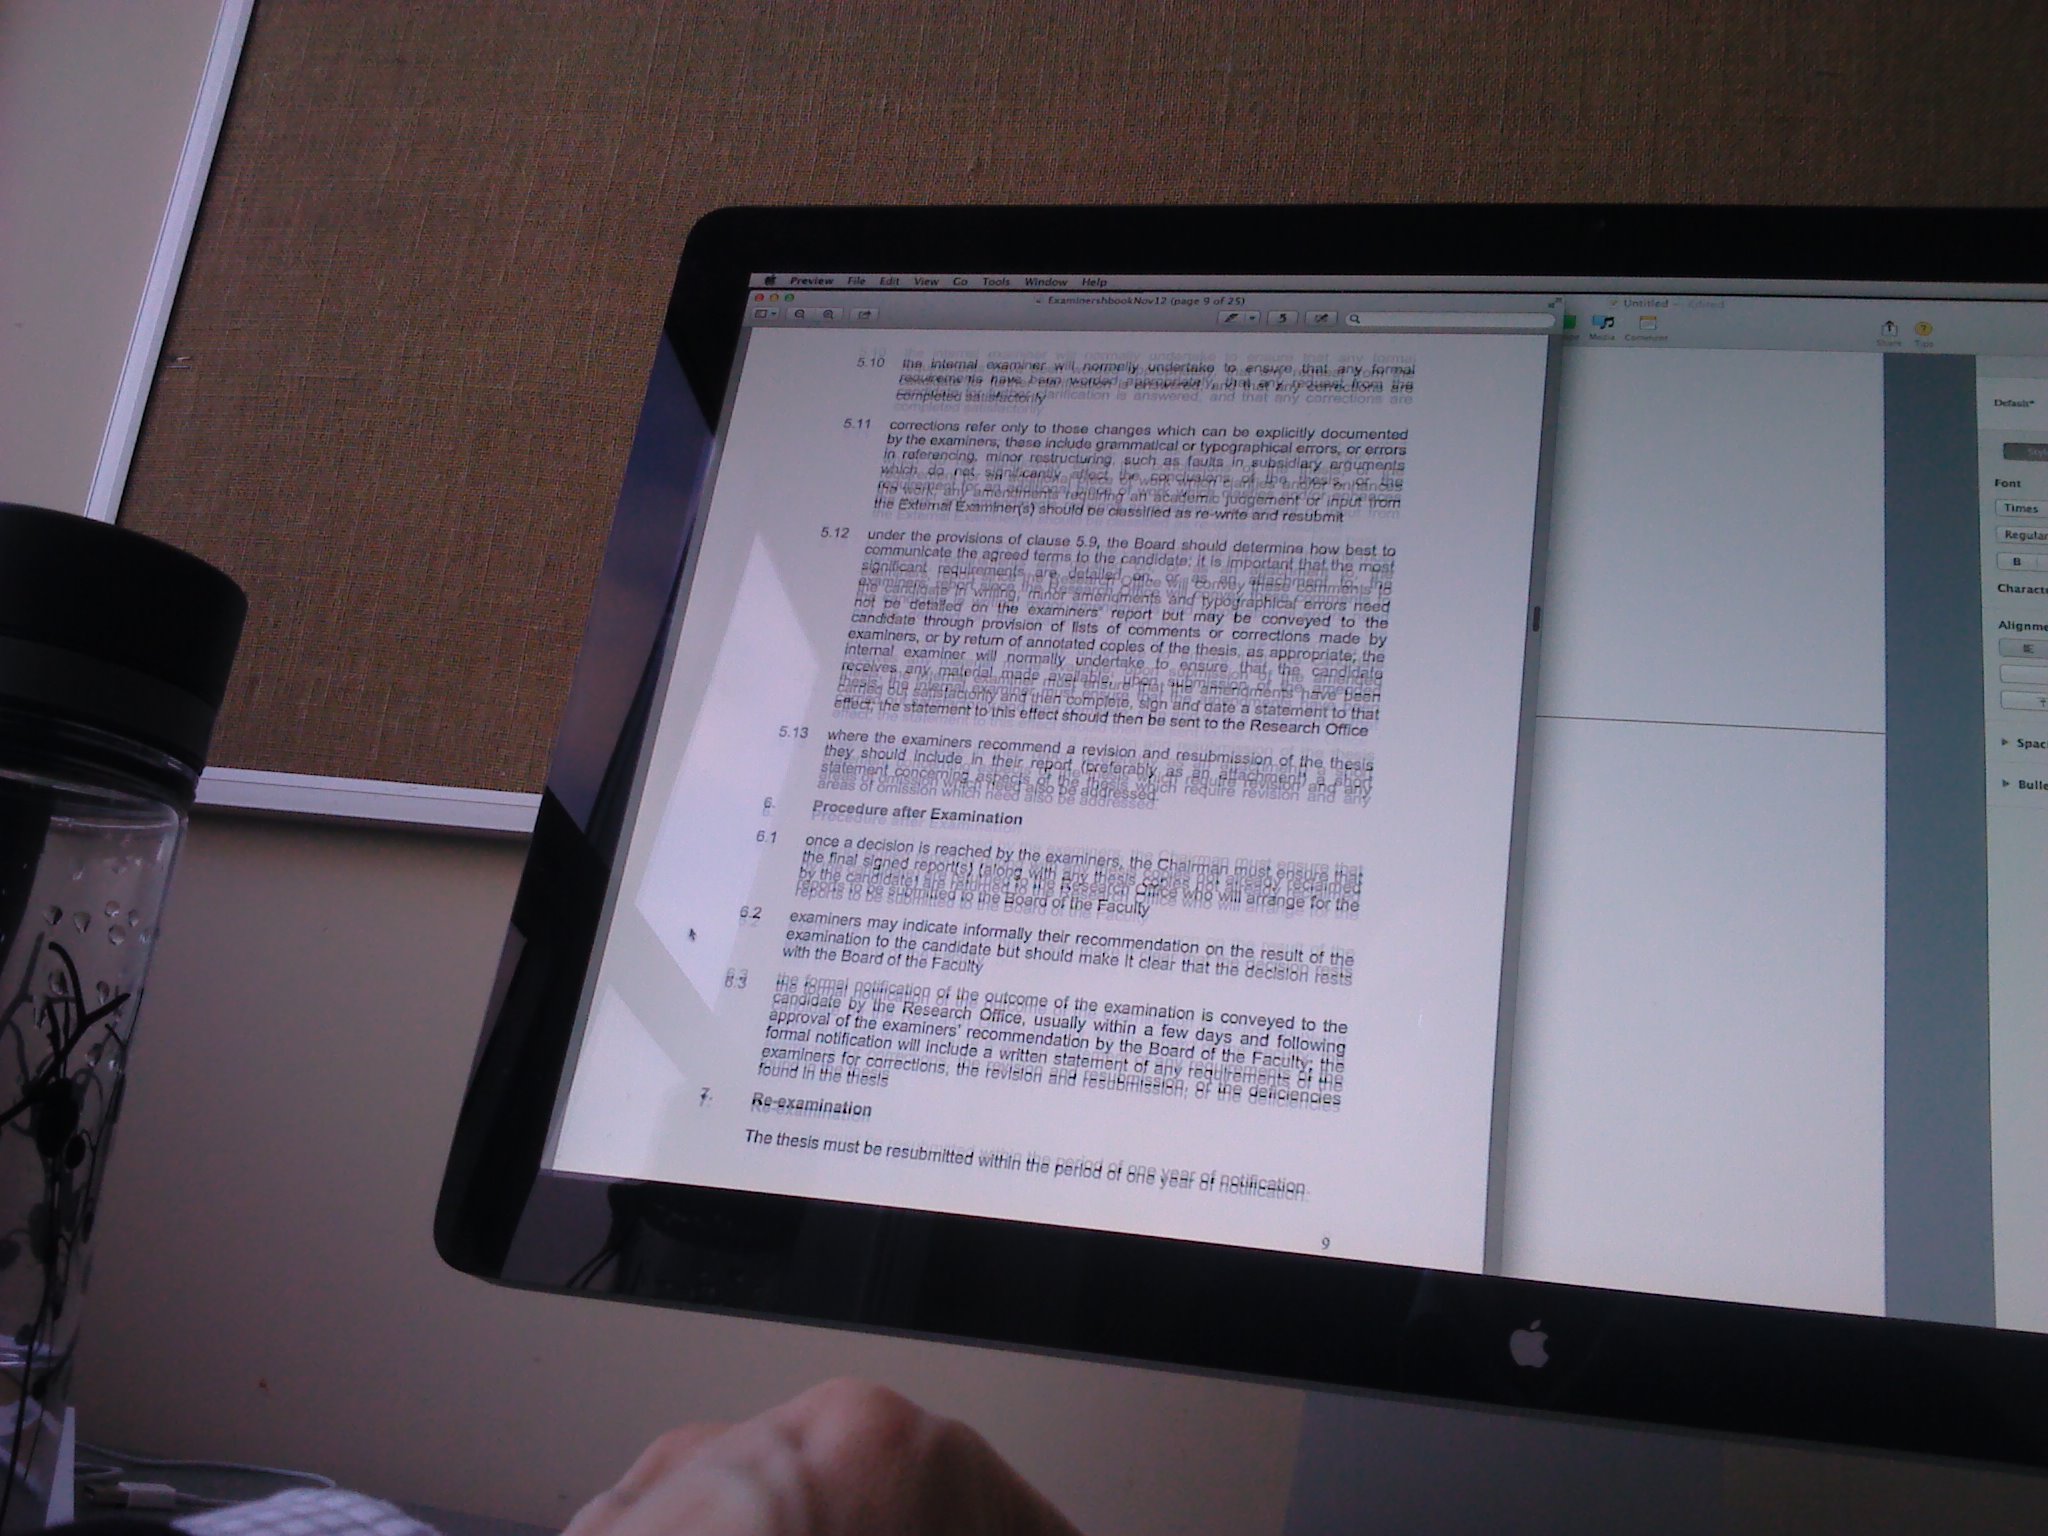 Preview File Edit View Go Tools Window Help
ExaminershbookNov12 (page 9 of 25)
Untitled — Edited
Media Comment Share Tips
5.10 the internal examiner will normally undertake to ensure that any formal
requirements have been worded appropriately, that any request from the
candidate for further clarification is answered, and that any corrections are
completed satisfactorily
5.11 corrections refer only to those changes which can be explicitly documented
by the examiners; these include grammatical or typographical errors, or errors
in referencing, minor restructuring, such as faults in subsidiary arguments
which do not significantly affect the conclusions of the thesis, or the
requirement for an additional piece of work which clarifies and/or enhances
the work; any amendments requiring an academic judgement or input from
the External Examiner(s) should be classified as re-write and resubmit
5.12 under the provisions of clause 5.9, the Board should determine how best to
communicate the agreed terms to the candidate; it is important that the most
significant requirements are detailed on, or as an attachment to, the
examiners report since the Research Office will convey these comments to
the candidate in writing, minor amendments and typographical errors need
not be detailed on the examiners' report but may be conveyed to the
candidate through provision of lists of comments or corrections made by
examiners, or by return of annotated copies of the thesis, as appropriate; the
internal examiner will normally undertake to ensure that the candidate
receives any material made available; upon submission of the amended
thesis, the internal examiner must ensure that the amendments have been
carried out satisfactorily and then complete, sign and date a statement to that
effect; the statement to this effect should then be sent to the Research Office
5.13 where the examiners recommend a revision and resubmission of the thesis
they should include in their report (preferably as an attachment) a short
statement concerning aspects of the thesis which require revision and any
areas of omission which need also be addressed.
6. Procedure after Examination
6.1 once a decision is reached by the examiners, the Chairman must ensure that
the final signed report(s) (along with any thesis copies not already reclaimed
by the candidate) are returned to the Research Office who will arrange for the
reports to be submitted to the Board of the Faculty
6.2 examiners may indicate informally their recommendation on the result of the
examination to the candidate but should make it clear that the decision rests
with the Board of the Faculty
6.3 the formal notification of the outcome of the examination is conveyed to the
candidate by the Research Office, usually within a few days and following
approval of the examiners' recommendation by the Board of the Faculty; the
formal notification will include a written statement of any requirements of the
examiners for corrections, the revision and resubmission, or the deficiencies
found in the thesis
7. Re-examination
The thesis must be resubmitted within the period of one year of notification.
9
Default*
Font
Times
Regular
B